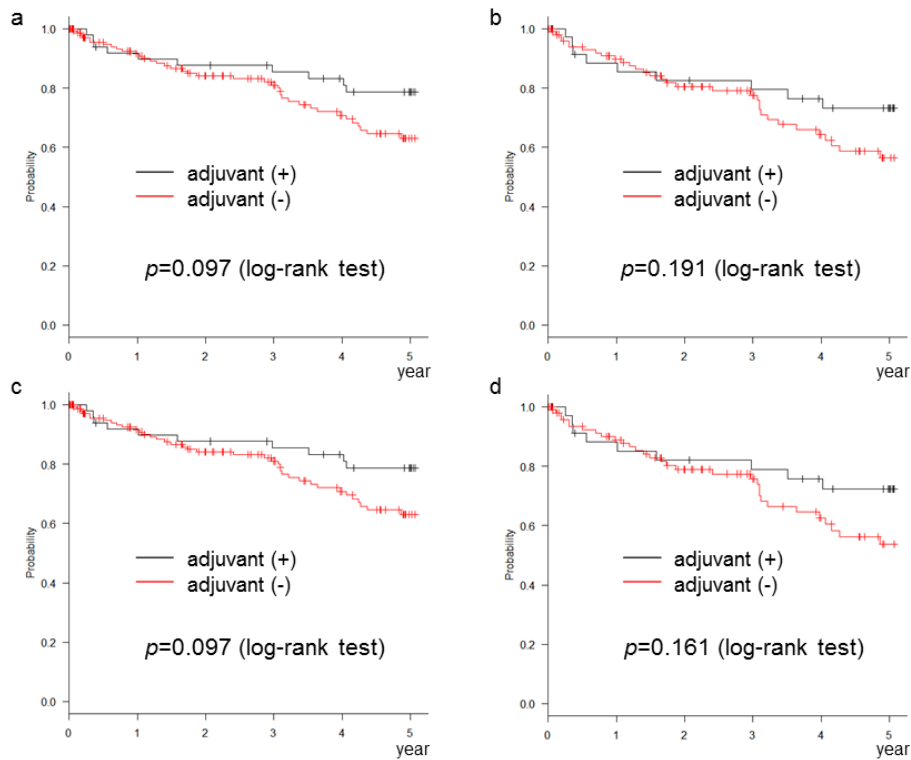 a
1.0
0.8
0.6
0.4
0.2
0.0
Probability
adjuvant (+)
adjuvant (-)
p=0.097 (log-rank test)
0 1 2 3 4 5
year
b
1.0
0.8
0.6
0.4
0.2
0.0
Probability
adjuvant (+)
adjuvant (-)
p=0.191 (log-rank test)
0 1 2 3 4 5
year
c
1.0
0.8
0.6
0.4
0.2
0.0
Probability
adjuvant (+)
adjuvant (-)
p=0.097 (log-rank test)
0 1 2 3 4 5
year
d
1.0
0.8
0.6
0.4
0.2
0.0
Probability
adjuvant (+)
adjuvant (-)
p=0.161 (log-rank test)
0 1 2 3 4 5
year